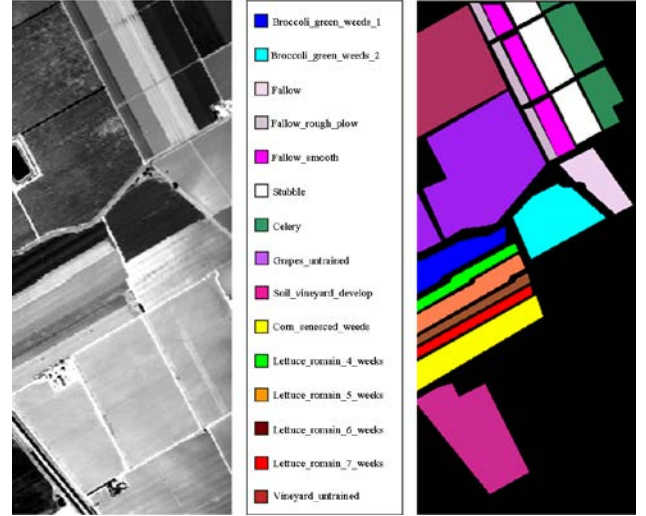 Broccoli_green_weeds_1
Broccoli_green_weeds_2
Fallow
Fallow_rough_plow
Fallow_smooth
Stubble
Celery
Grapes_untrained
Soil_vineyard_develop
Corn_senesced_weeds
Lettuce_romain_4_weeks
Lettuce_romain_5_weeks
Lettuce_romain_6_weeks
Lettuce_romain_7_weeks
Vineyard_untrained